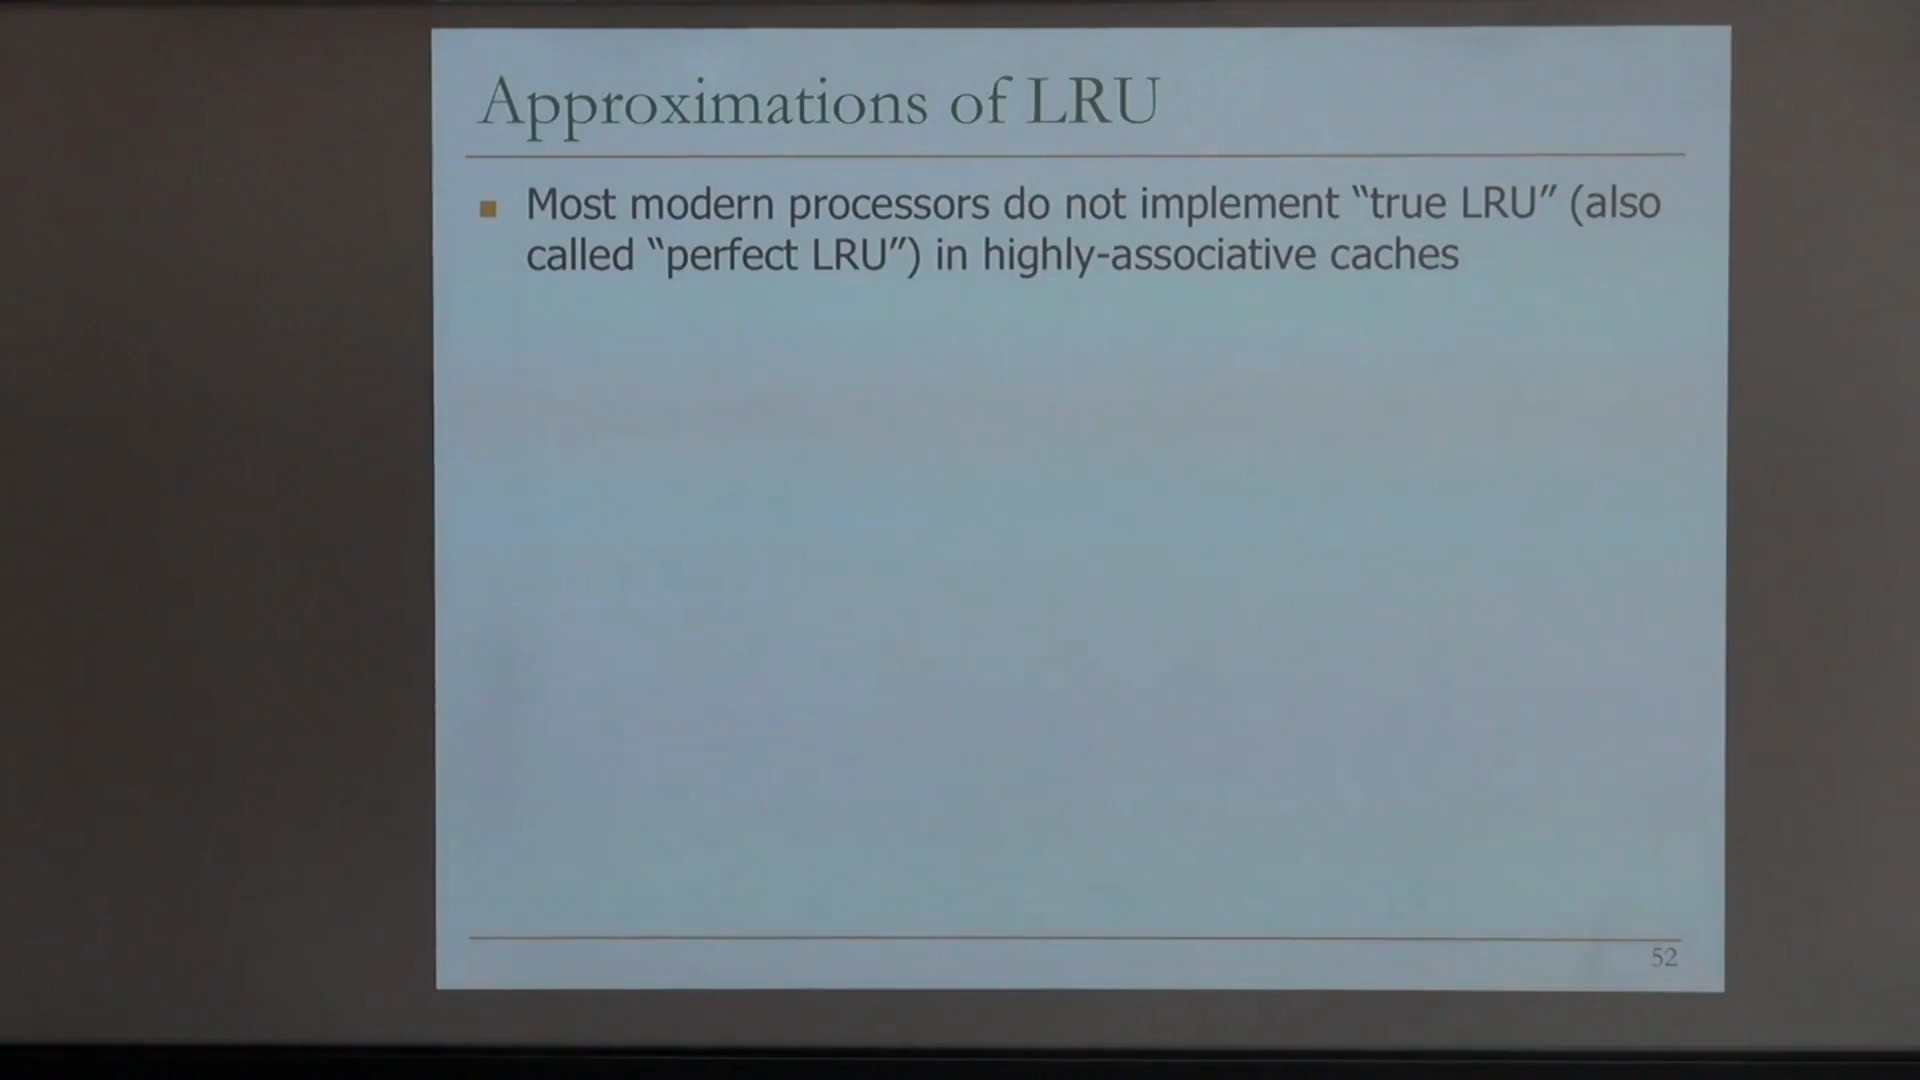 Approximations of LRU
Most modern processors do not implement “true LRU” (also
called “perfect LRU”) in highly-associative caches
52